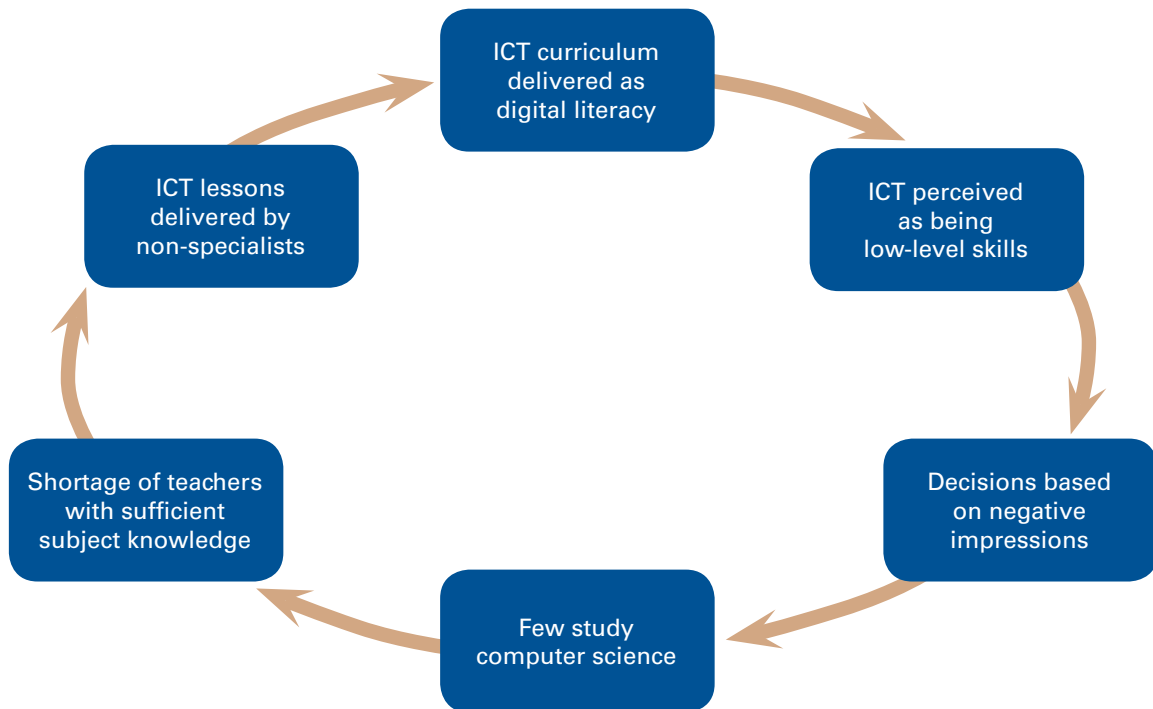 ICT curriculum
delivered as
digital literacy
ICT perceived
as being
low-level skills
Decisions based
on negative
impressions
Few study
computer science
Shortage of teachers
with sufficient
subject knowledge
ICT lessons
delivered by
non-specialists